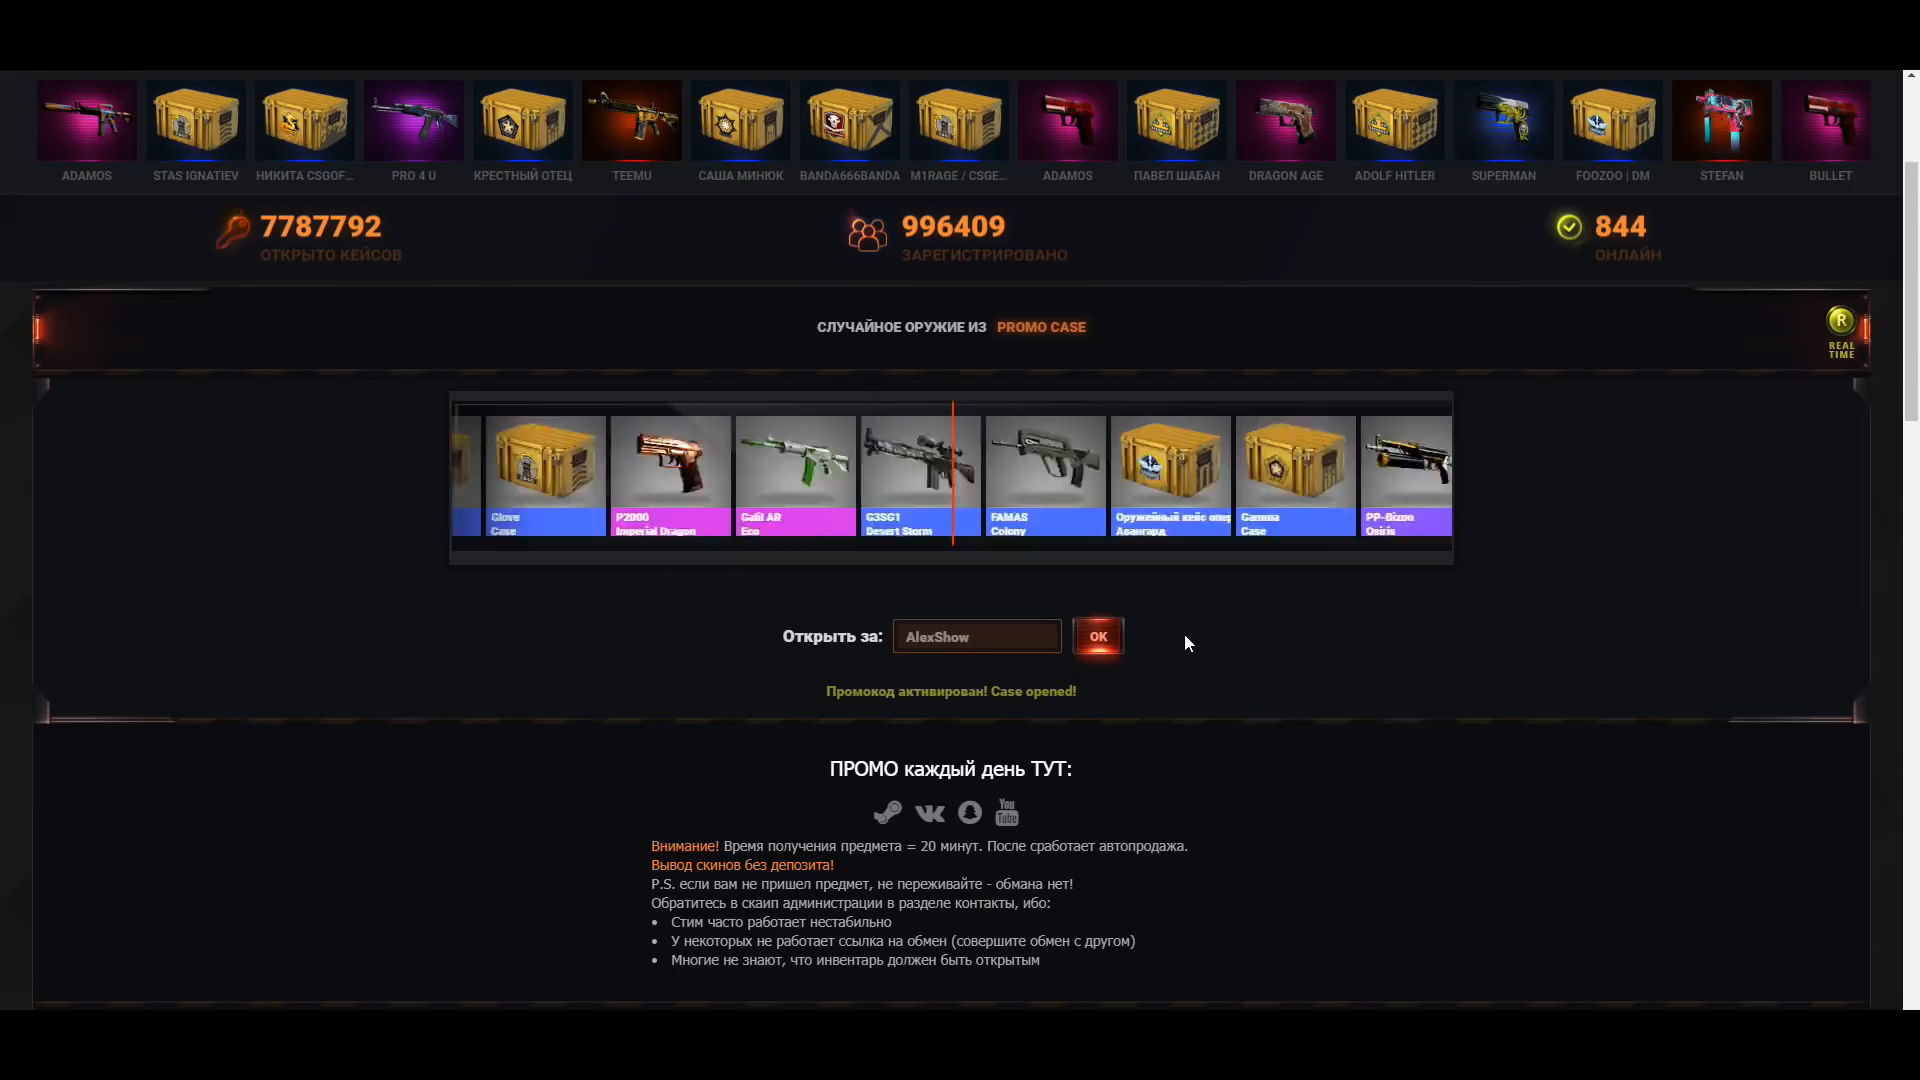 ADAMOS STAS IGNATIEV НИКИТА CSGOF... PRO 4 U КРЕСТНЫЙ ОТЕЦ TEEMU САША МИНЮК BANDA666BANDA M1RAGE / CSGE... ADAMOS ПАВЕЛ ШАБАН DRAGON AGE ADOLF HITLER SUPERMAN FOOZOO | DM STEFAN BULLET
7787792
ОТКРЫТО КЕЙСОВ
996409
ЗАРЕГИСТРИРОВАНО
844
ОНЛАЙН
СЛУЧАЙНОЕ ОРУЖИЕ ИЗ PROMO CASE
R
REAL
TIME
Glove
Case
P2000
Imperial Dragon
Galil AR
Eco
G3SG1
Desert Storm
FAMAS
Colony
Оружейный кейс опер
Авангард
Gamma
Case
PP-Bizon
Osiris
Открыть за: AlexShow OK
Промокод активирован! Case opened!
ПРОМО каждый день ТУТ:
You
Tube
Внимание! Время получения предмета = 20 минут. После сработает автопродажа.
Вывод скинов без депозита!
P.S. если вам не пришел предмет, не переживайте - обмана нет!
Обратитесь в скаип администрации в разделе контакты, ибо:
• Стим часто работает нестабильно
• У некоторых не работает ссылка на обмен (совершите обмен с другом)
• Многие не знают, что инвентарь должен быть открытым